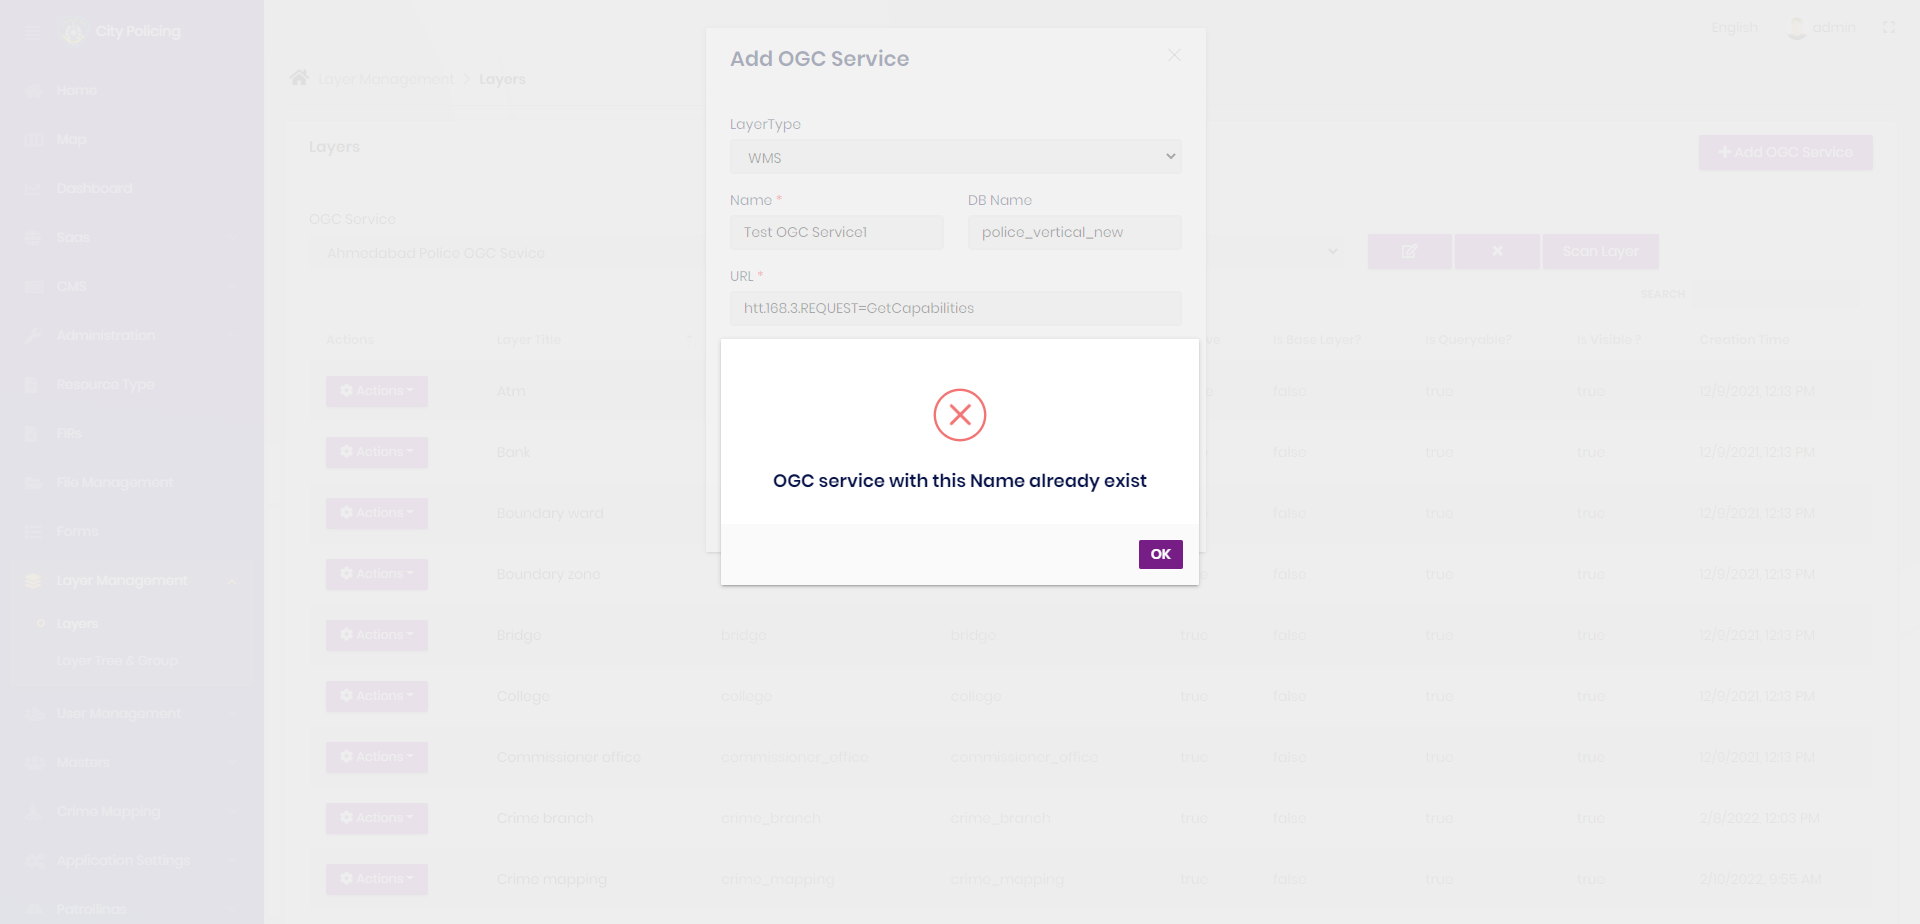 City Policing
English
admin
Home
Map
Dashboard
CMS
Administration
Resource Type
FIRs
File Management
Forms
Layer Management
Layers
Layer Tree & Group
User Management
Masters
Crime Mapping
Application Settings
Patrollings
Layer Management > Layers
Layers
+ Add OGC Service
OGC Service
Ahmedabad Police OGC Sevice
Scan Layer
SEARCH
Actions Layer Title Is Base Layer? Is Queryable? Is Visible ? Creation Time
Actions Atm false true true 12/9/2021, 12:13 PM
Actions Bank false true true 12/9/2021, 12:13 PM
Actions Boundary ward false true true 12/9/2021, 12:13 PM
Actions Boundary zone false true true 12/9/2021, 12:13 PM
Actions Bridge bridge bridge true false true true 12/9/2021, 12:13 PM
Actions College college college true false true true 12/9/2021, 12:13 PM
Actions Commissioner office commissioner_office commissioner_office true false true true 12/9/2021, 12:13 PM
Actions Crime branch crime_branch crime_branch true false true true 2/8/2022, 12:03 PM
Actions Crime mapping crime_mapping crime_mapping true false true true 2/10/2022, 9:55 AM
Add OGC Service
LayerType
WMS
Name * DB Name
Test OGC Service1 police_vertical_new
URL *
htt.168.3.REQUEST=GetCapabilities
OGC service with this Name already exist
OK